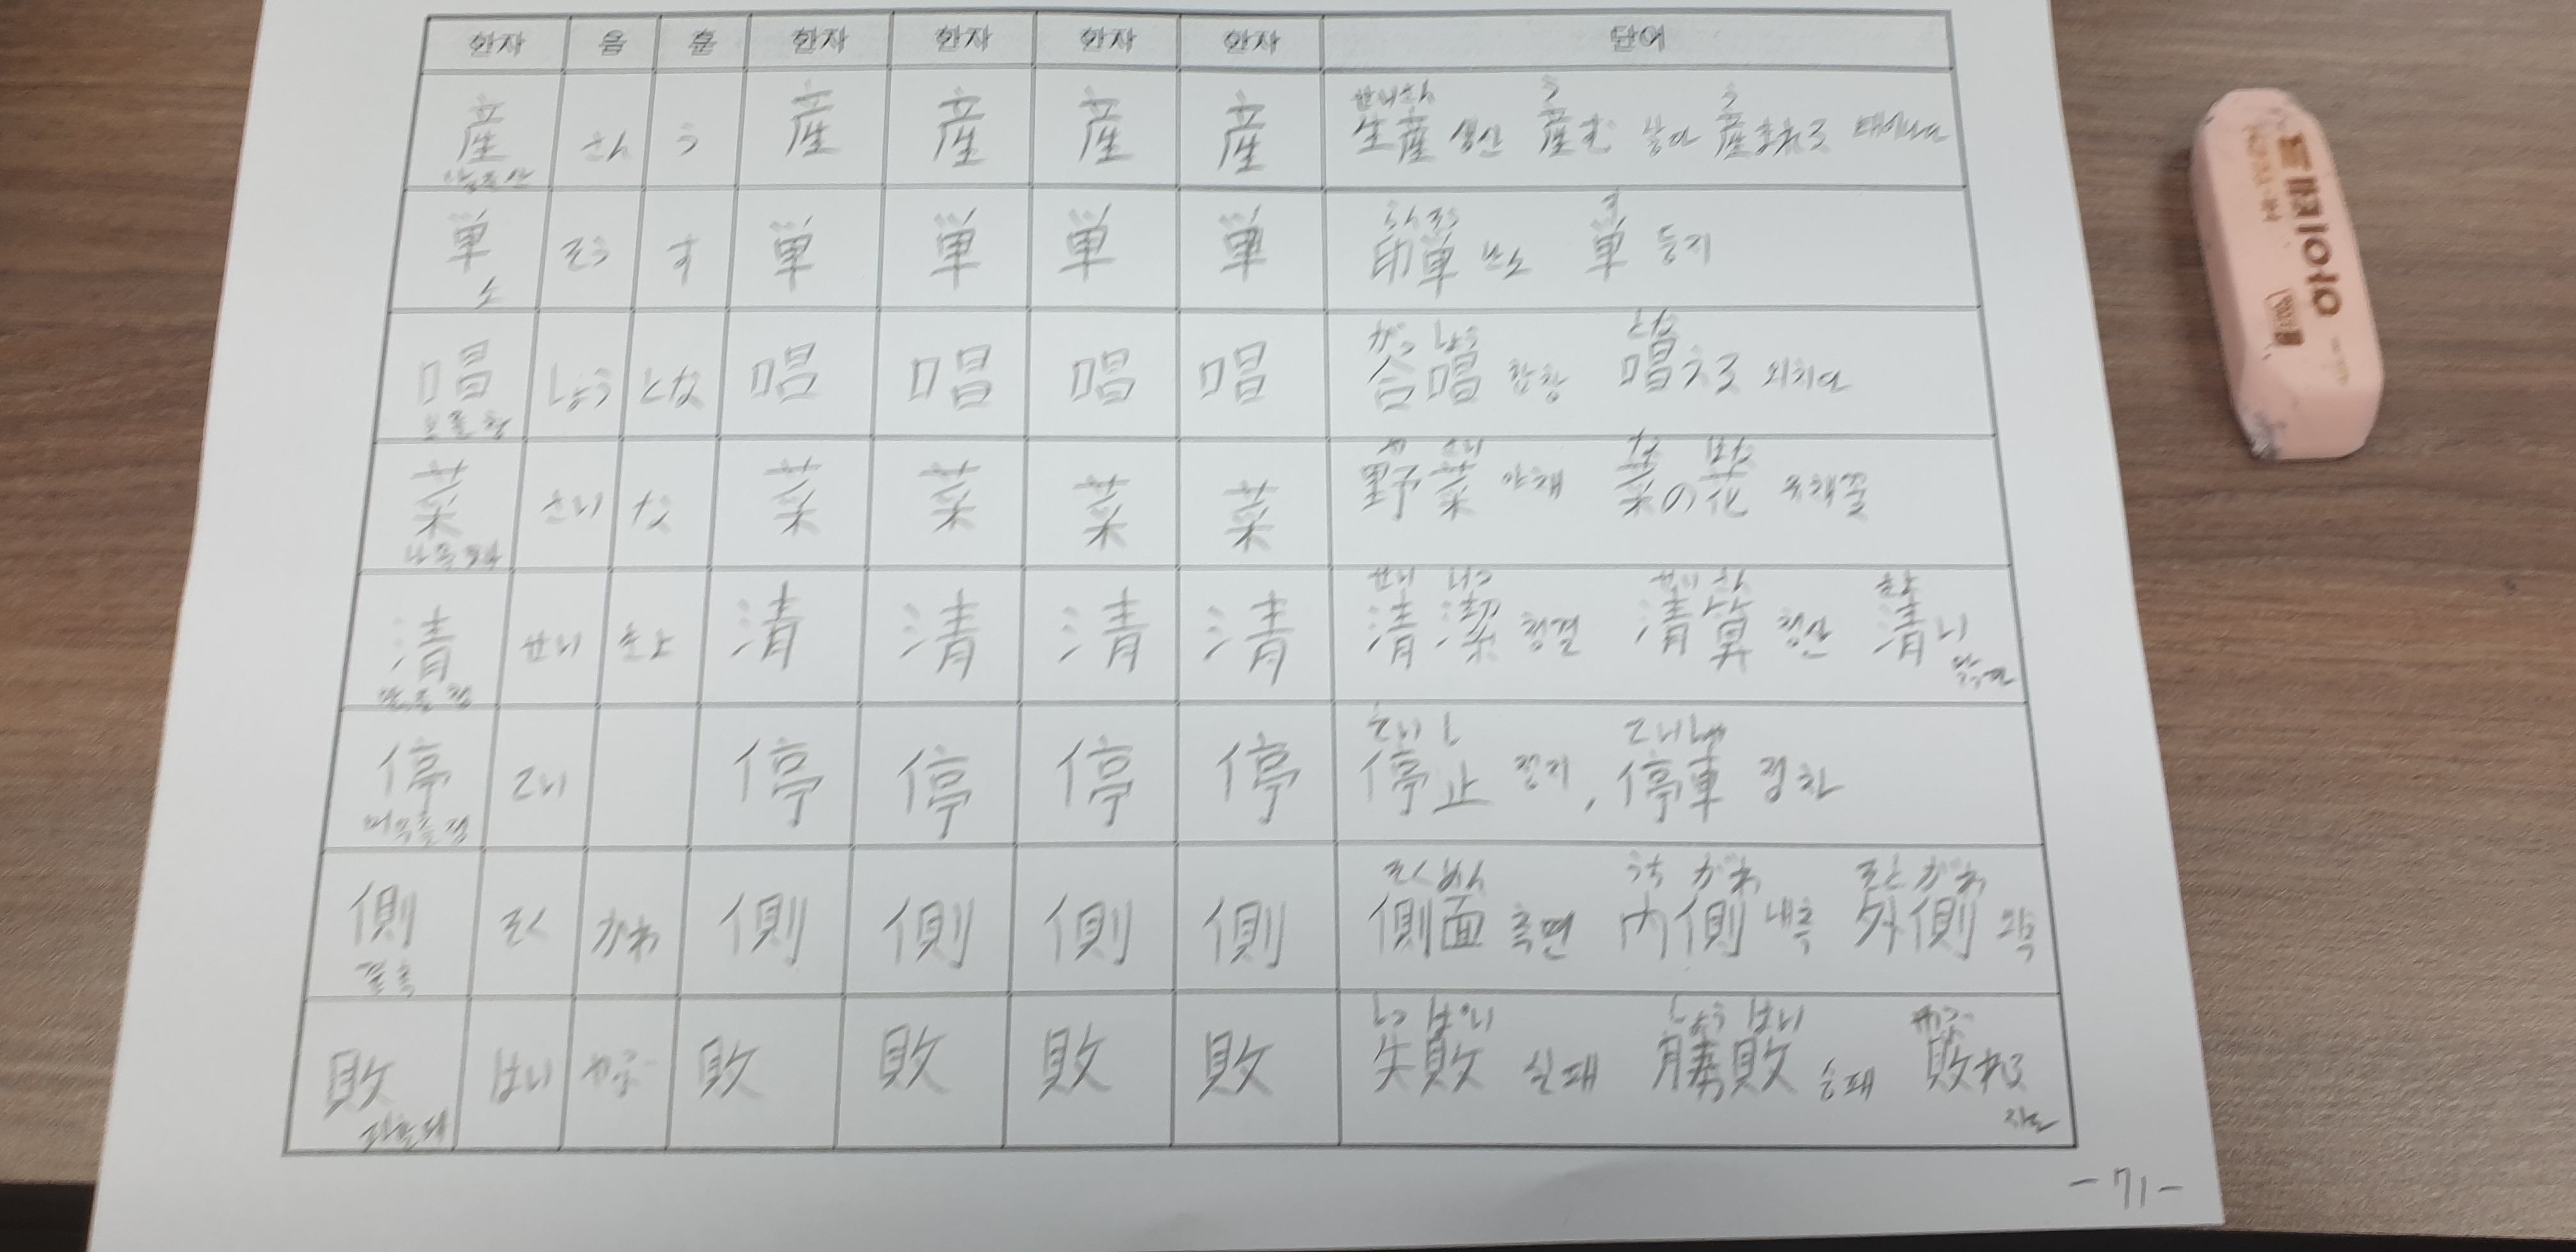 한자 음 훈 한자 한자 한자 한자 단어
産 さん う 産 産 産 産 生産 생산 産む 낳다 産まれる 태어나다
せいさん う う
낳을 산
単 そう す 単 単 単 単 印単 単 둥지
そう す
소
唱 しょう とな 唱 唱 唱 唱 合唱 합창 唱える 외치다
がっしょう とな
부를 창
菜 さい な 菜 菜 菜 菜 野菜 야채 菜の花 유채꽃
や さい な はな
나물 채
清 せい きよ 清 清 清 清 清潔 청결 清算 청산 清い 맑다
せい けつ せい さん きよ
맑을 청
停 てい 停 停 停 停 停止 정지, 停車 정차
てい し ていしゃ
머무를 정
側 そく がわ 側 側 側 側 側面 측면 内側 내측 外側 외측
そくめん うち がわ そと がわ
곁 측
敗 はい やぶ 敗 敗 敗 敗 失敗 실패 勝敗 승패 敗れる 지다
しっ ぱい しょう はい やぶ
패할 패
- 71 -
드래이양